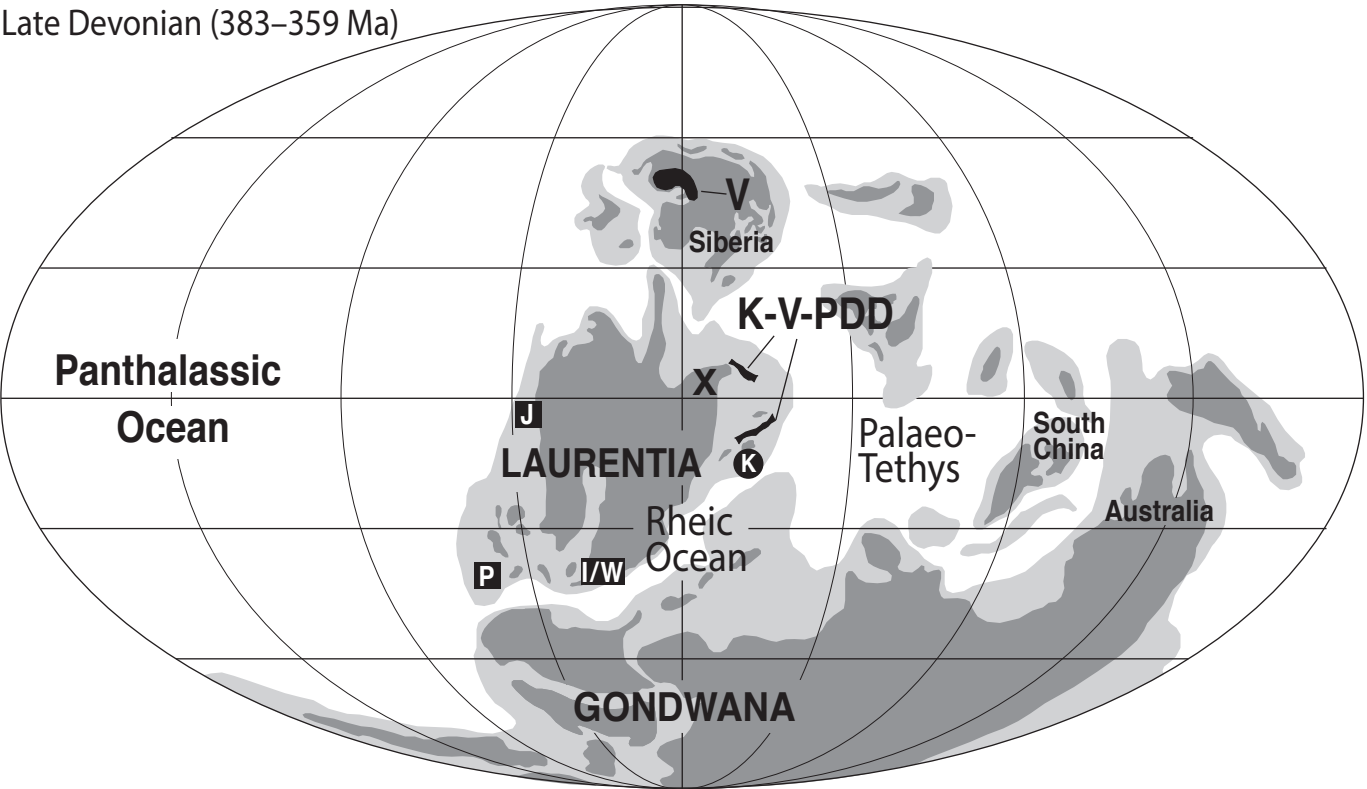 Late Devonian (383–359 Ma)
V
Siberia
K-V-PDD
Panthalassic
Ocean
X
J
LAURENTIA
K
Palaeo-
Tethys
South
China
Australia
Rheic
Ocean
P
I/W
GONDWANA